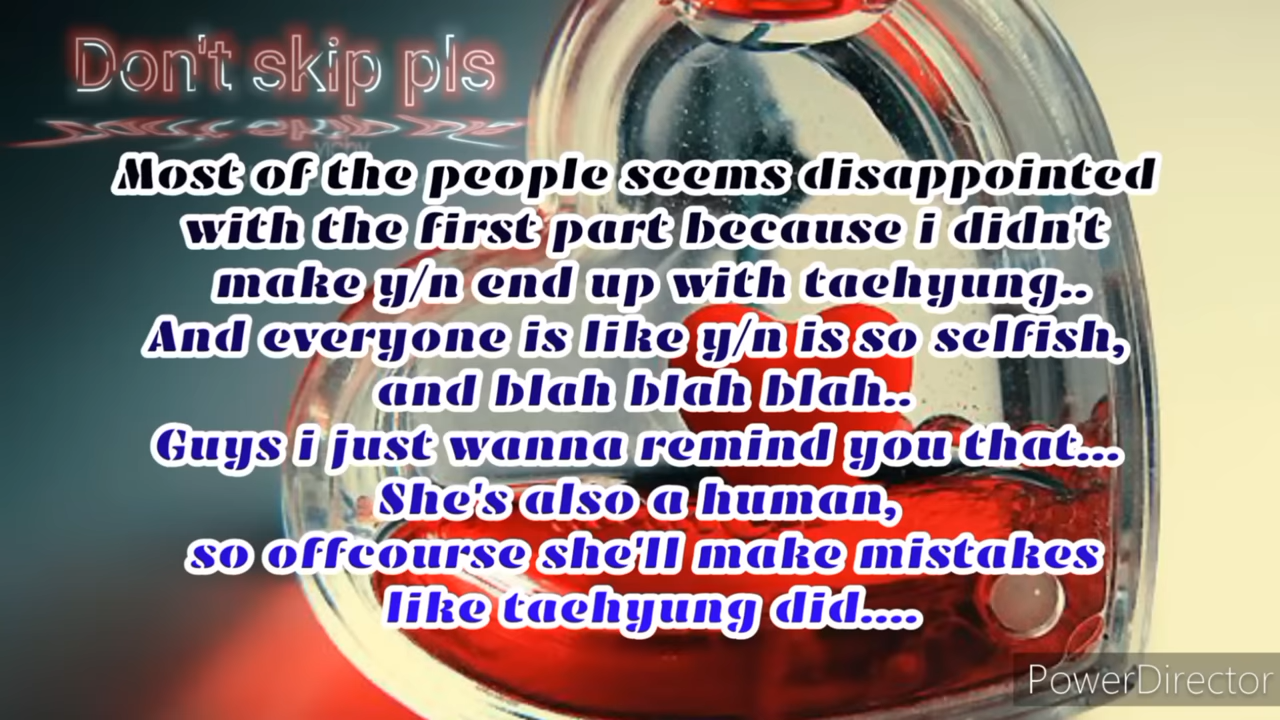 Don't skip pls
Most of the people seems disappointed
with the first part because i didn't
make y/n end up with taehyung..
And everyone is like y/n is so selfish,
and blah blah blah..
Guys i just wanna remind you that...
She's also a human,
so offcourse she'll make mistakes
like taehyung did....
PowerDirector